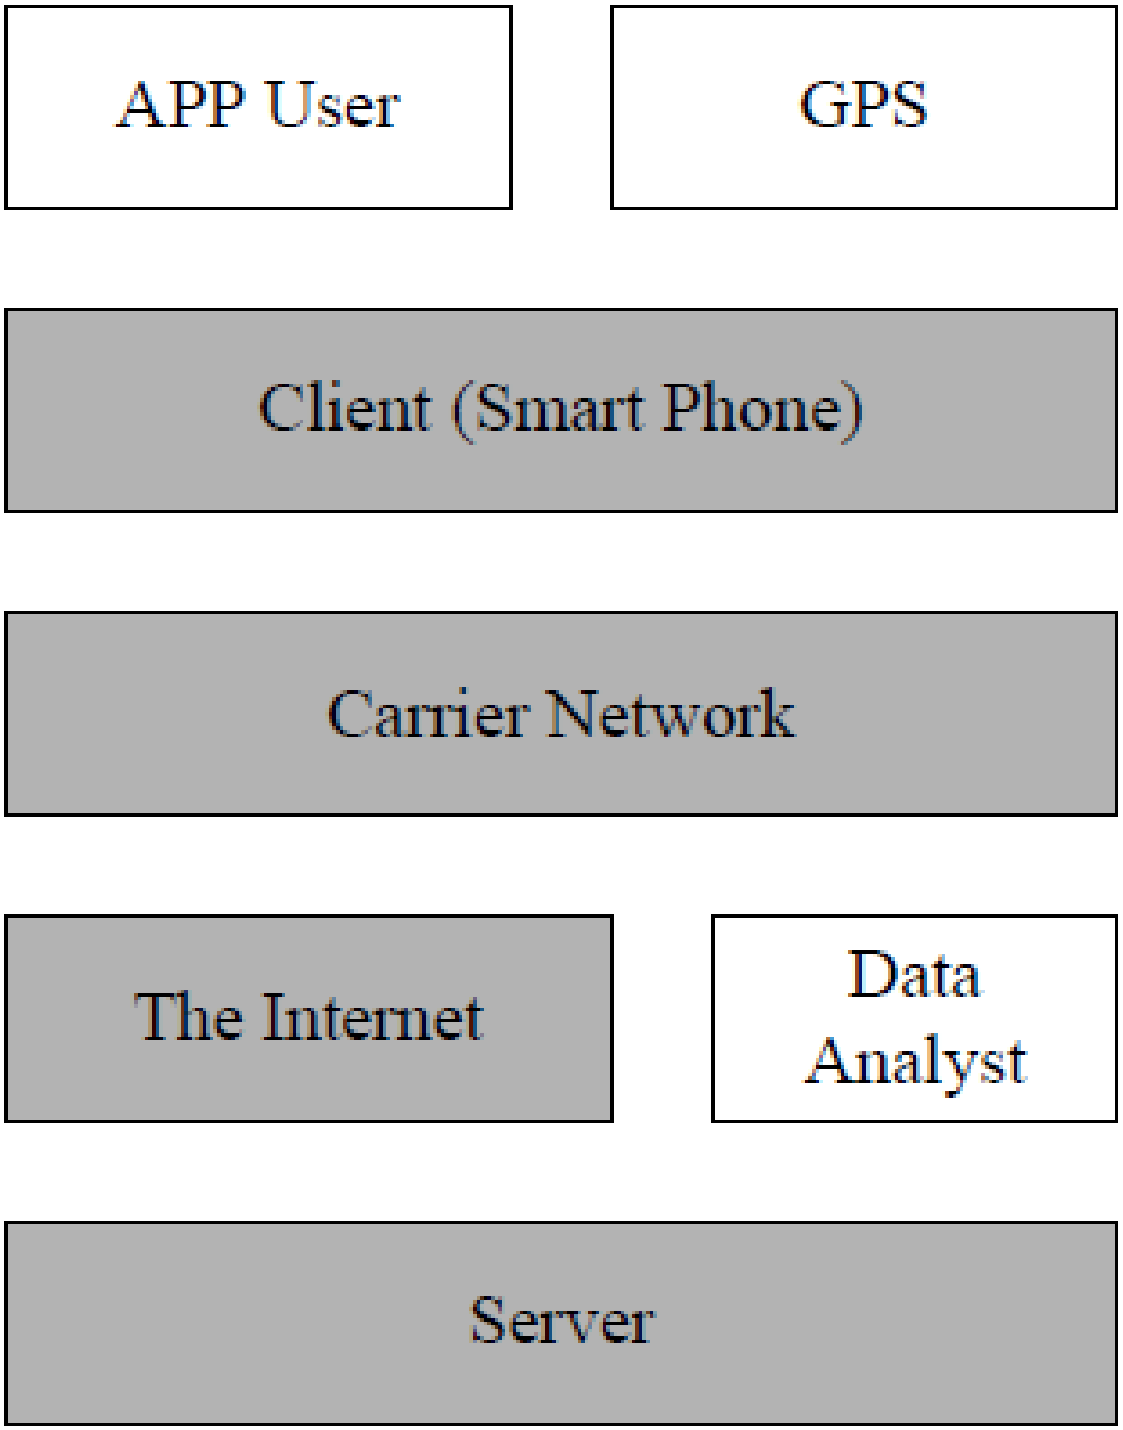 APP User
GPS
Client (Smart Phone)
Carrier Network
The Internet
Data
Analyst
Server